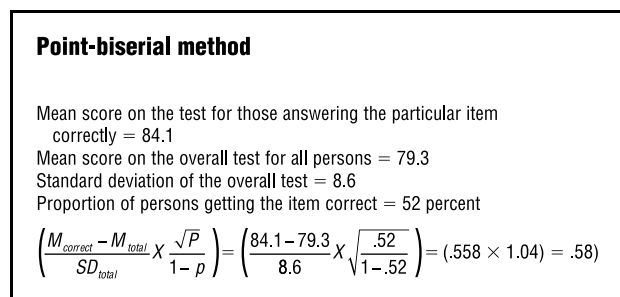 Point-biserial method
Mean score on the test for those answering the particular item
correctly = 84.1
Mean score on the overall test for all persons = 79.3
Standard deviation of the overall test = 8.6
Proportion of persons getting the item correct = 52 percent
(M_correct – M_total / SD_total X √P / 1 – p) = (84.1 – 79.3 / 8.6 X √(.52 / 1 – .52)) = (.558 × 1.04) = .58)